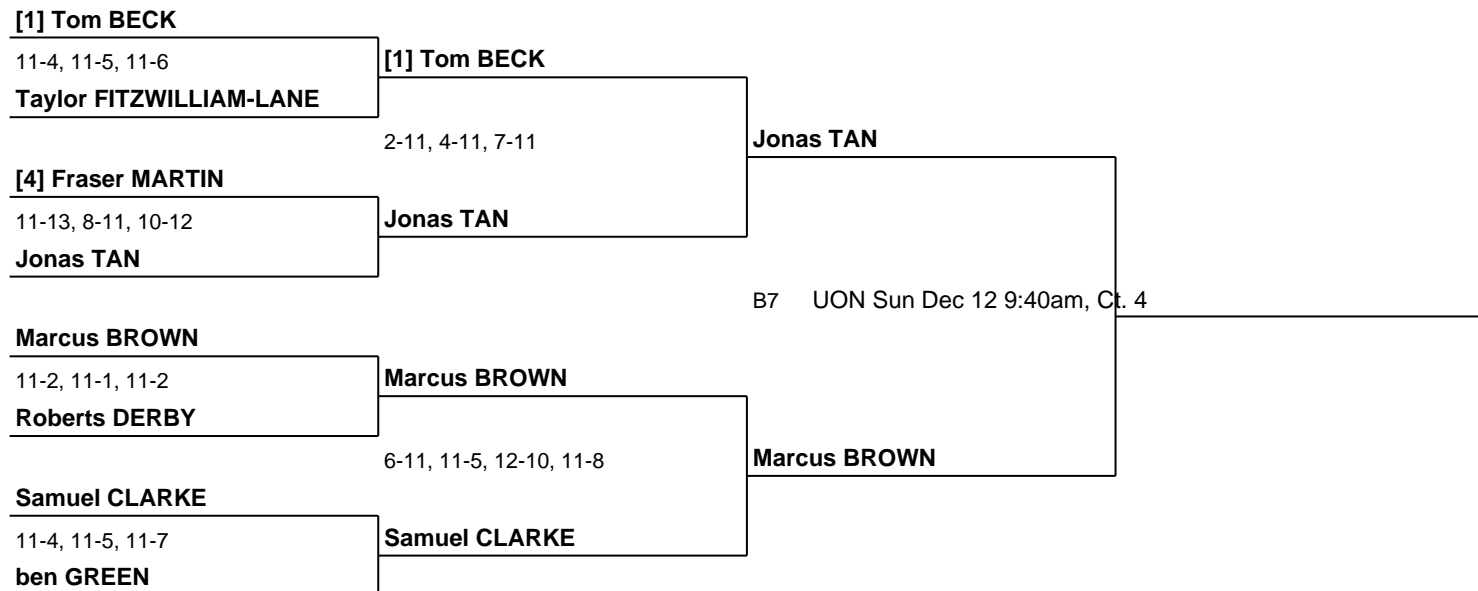 [1] Tom BECK
11-4, 11-5, 11-6
[1] Tom BECK
Taylor FITZWILLIAM-LANE
2-11, 4-11, 7-11
Jonas TAN
[4] Fraser MARTIN
11-13, 8-11, 10-12
Jonas TAN
Jonas TAN
B7 UON Sun Dec 12 9:40am, Ct. 4
Marcus BROWN
11-2, 11-1, 11-2
Marcus BROWN
Roberts DERBY
6-11, 11-5, 12-10, 11-8
Marcus BROWN
Samuel CLARKE
11-4, 11-5, 11-7
Samuel CLARKE
ben GREEN